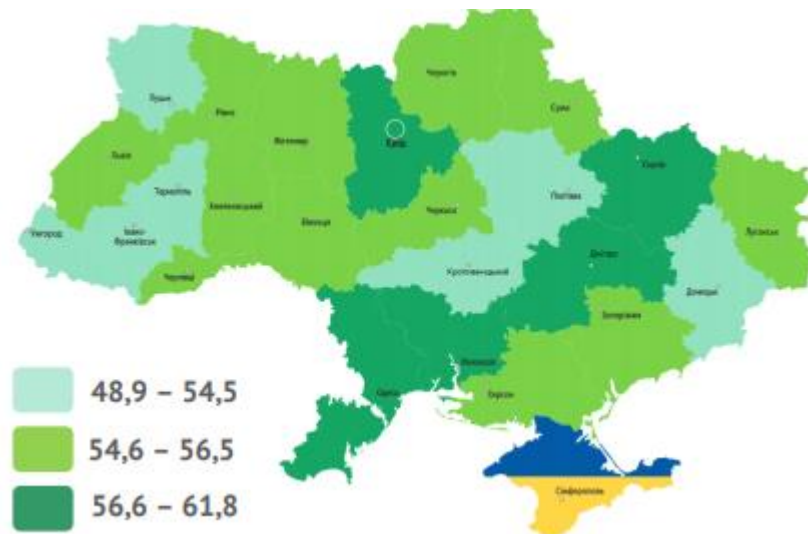 Чернігів
Луцьк
Суми
Рівне
Київ
Житомир
Львів
Харків
Тернопіль
Полтава
Хмельницький
Черкаси
Вінниця
Ужгород
Івано-
Франківськ
Луганськ
Дніпро
Кропивницький
Чернівці
Донецьк
Запоріжжя
Миколаїв
Одеса
Херсон
48,9 – 54,5
54,6 – 56,5
56,6 – 61,8
Сімферополь